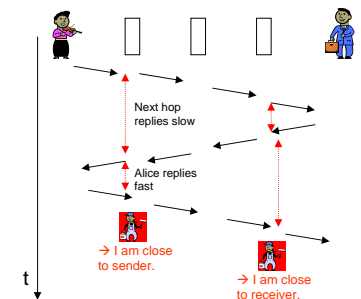 Next hop
replies slow
Alice replies
fast
→ I am close
to sender.
→ I am close
to receiver.
t